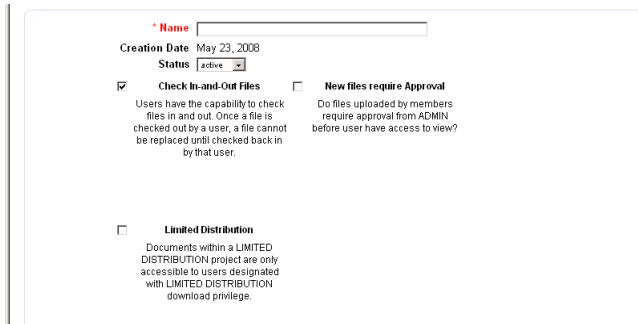 * Name
Creation Date May 23, 2008
Status active
Check In-and-Out Files
Users have the capability to check
files in and out. Once a file is
checked out by a user, a file cannot
be replaced until checked back in
by that user.
New files require Approval
Do files uploaded by members
require approval from ADMIN
before user have access to view?
Limited Distribution
Documents within a LIMITED
DISTRIBUTION project are only
accessible to users designated
with LIMITED DISTRIBUTION
download privilege.